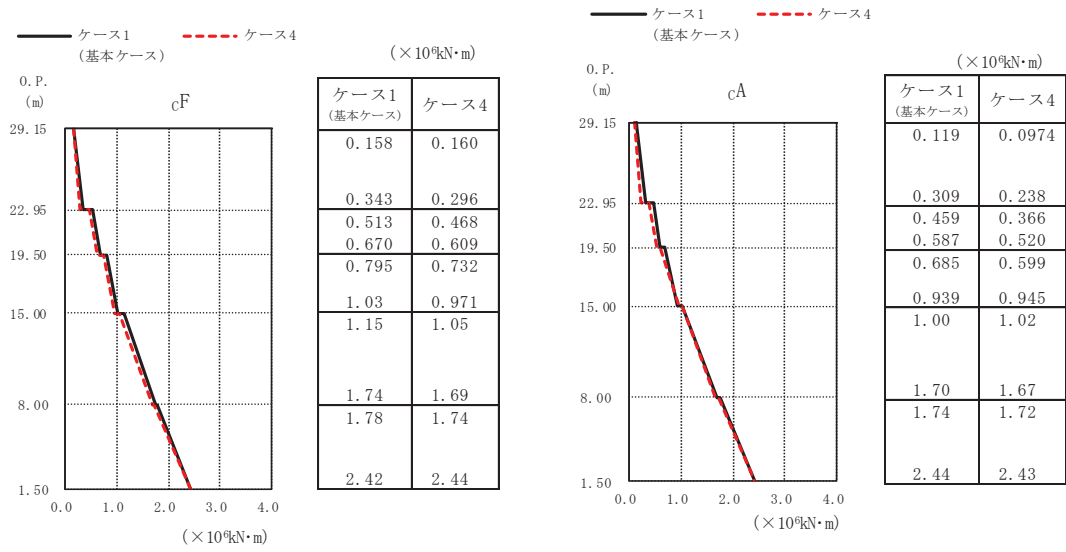 ケース1
(基本ケース)
ケース4
(×10⁶kN・m)
O.P.
(m)
CF
ケース1
(基本ケース)
ケース4
29.15
0.158 0.160
0.343 0.296
22.95
0.513 0.468
0.670 0.609
19.50
0.795 0.732
1.03 0.971
15.00
1.15 1.05
1.74 1.69
8.00
1.78 1.74
2.42 2.44
1.50
0.0 1.0 2.0 3.0 4.0
(×10⁶kN・m)
ケース1
(基本ケース)
ケース4
(×10⁶kN・m)
O.P.
(m)
CA
ケース1
(基本ケース)
ケース4
29.15
0.119 0.0974
0.309 0.238
22.95
0.459 0.366
0.587 0.520
19.50
0.685 0.599
0.939 0.945
15.00
1.00 1.02
1.70 1.67
8.00
1.74 1.72
2.44 2.43
1.50
0.0 1.0 2.0 3.0 4.0
(×10⁶kN・m)